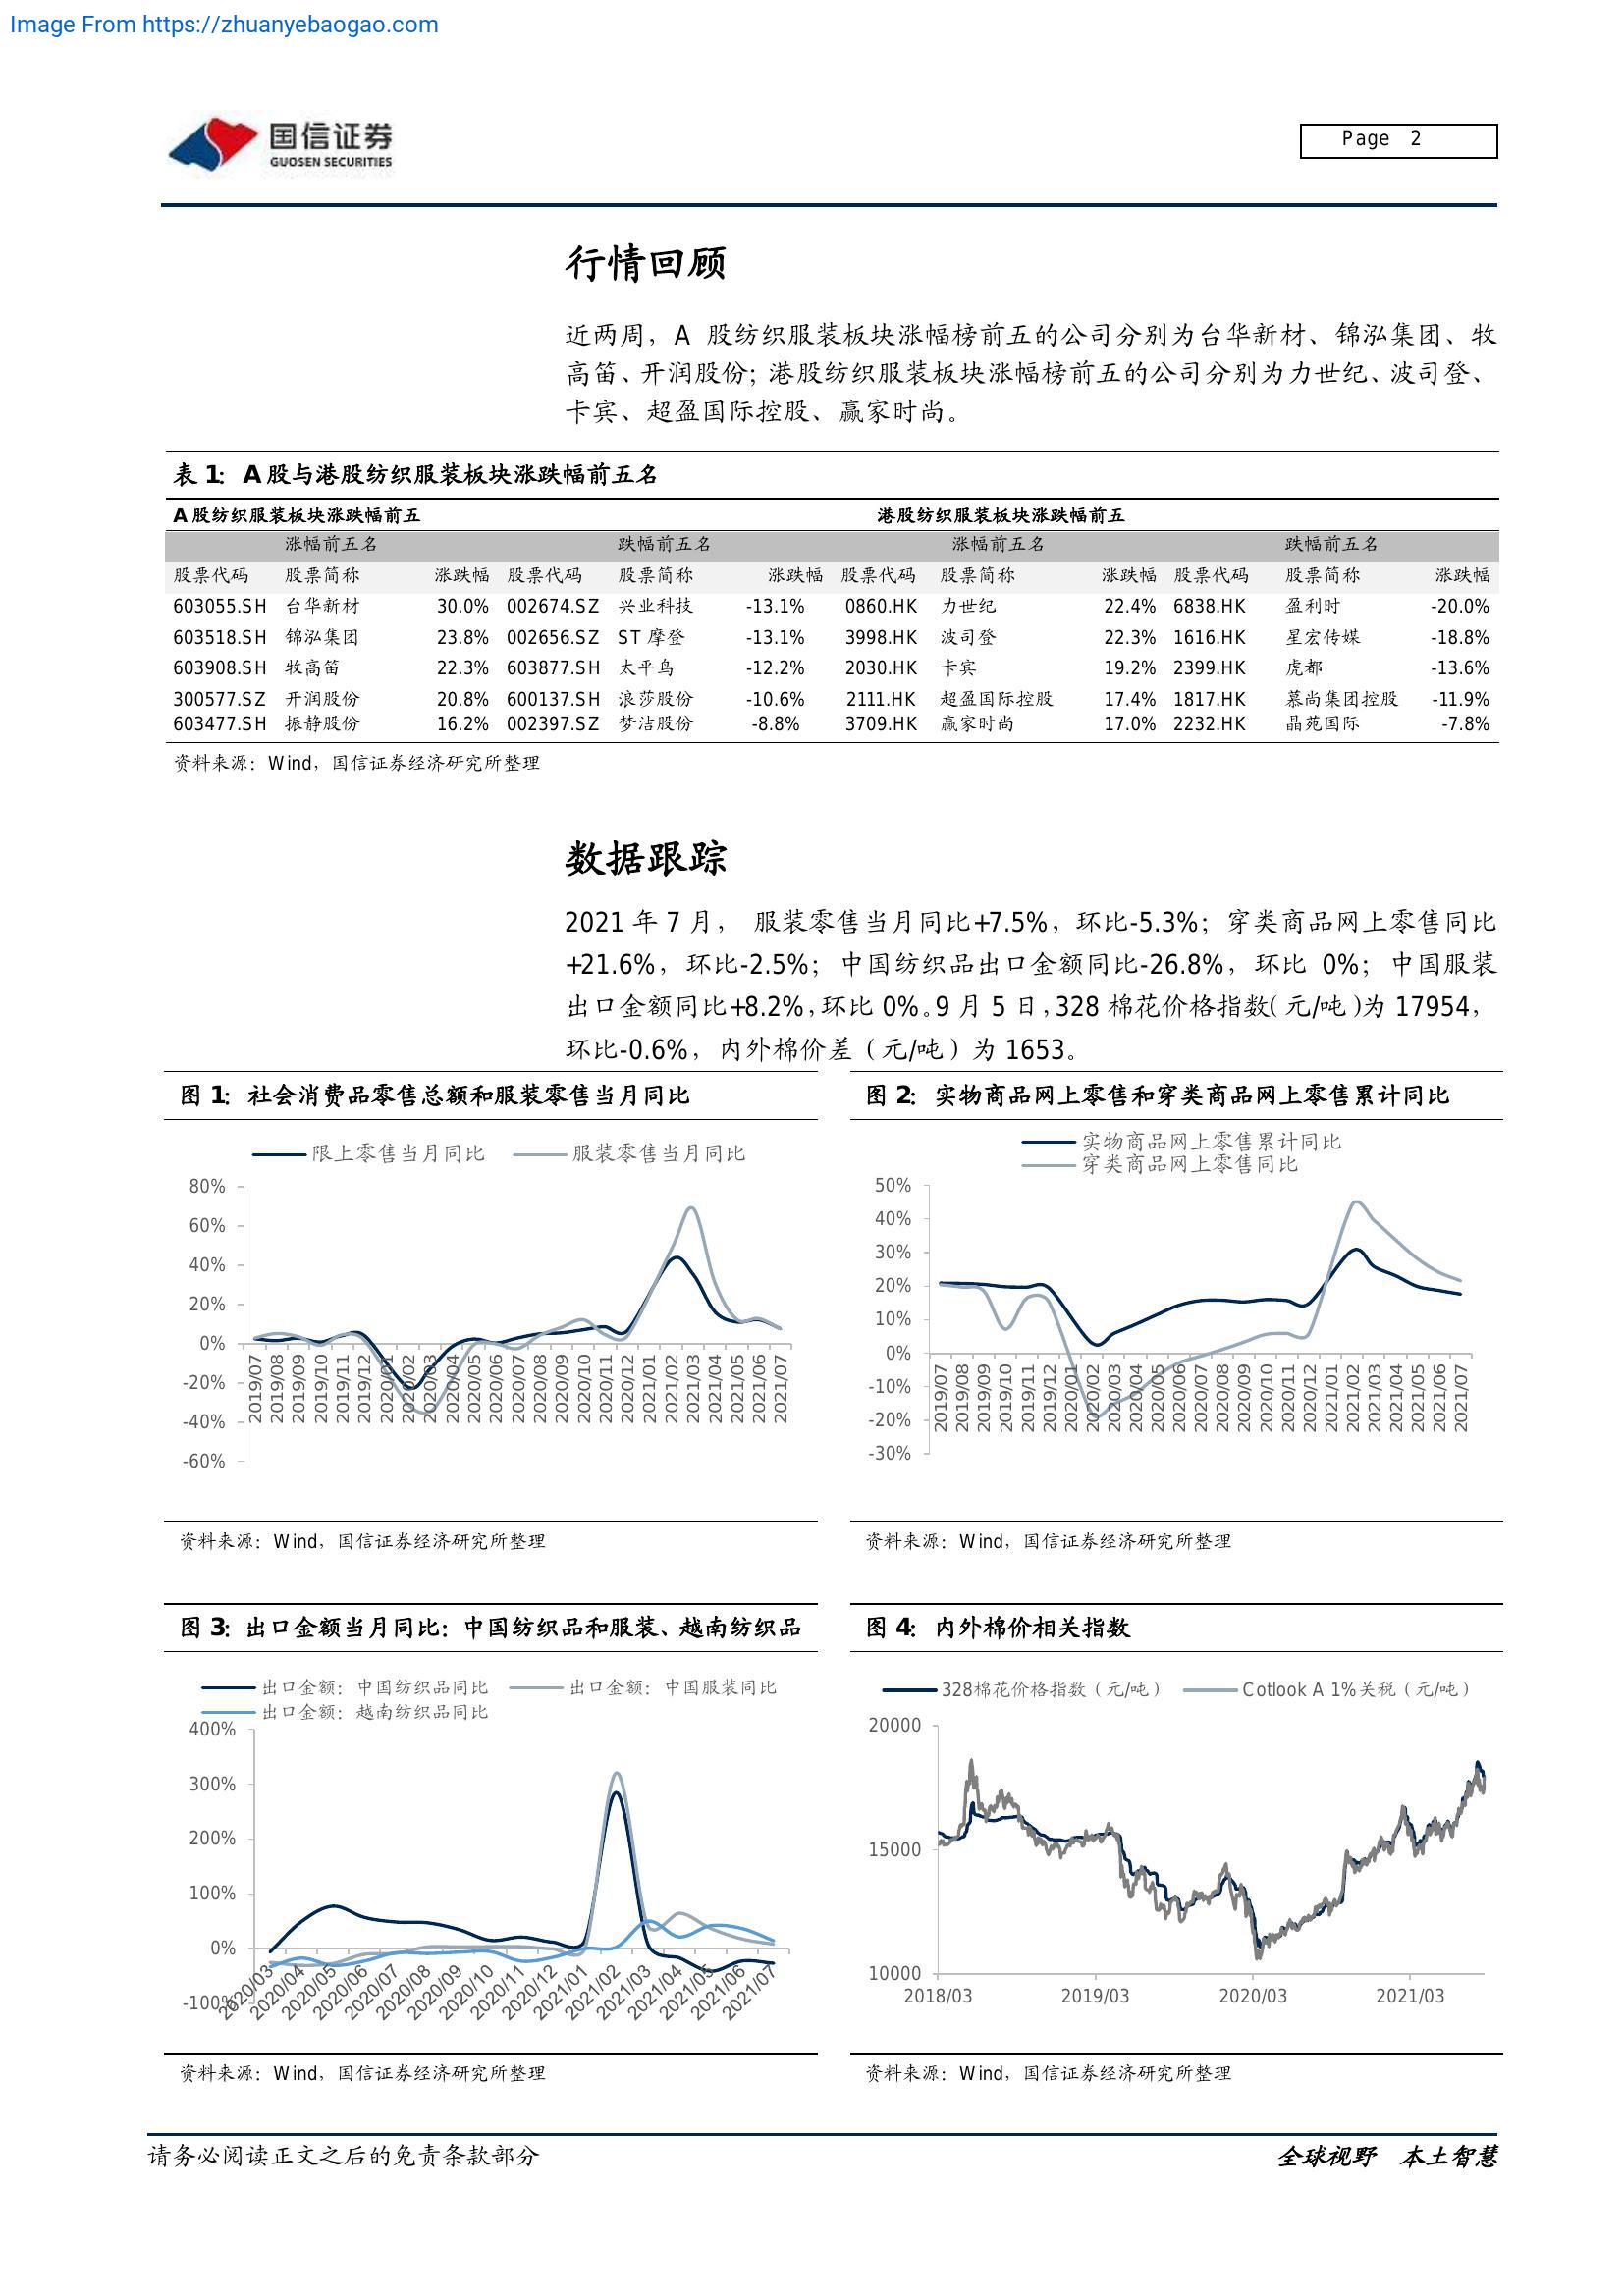 Image From https://zhuanyebaogao.com
国信证券
GUOSEN SECURITIES
Page 2
行情回顾
近两周，A 股纺织服装板块涨幅榜前五的公司分别为台华新材、锦泓集团、牧
高笛、开润股份；港股纺织服装板块涨幅榜前五的公司分别为力世纪、波司登、
卡宾、超盈国际控股、赢家时尚。
表 1：A 股与港股纺织服装板块涨跌幅前五名
A 股纺织服装板块涨跌幅前五 港股纺织服装板块涨跌幅前五
涨幅前五名 跌幅前五名 涨幅前五名 跌幅前五名
股票代码 股票简称 涨跌幅 股票代码 股票简称 涨跌幅 股票代码 股票简称 涨跌幅 股票代码 股票简称 涨跌幅
603055.SH 台华新材 30.0% 002674.SZ 兴业科技 -13.1% 0860.HK 力世纪 22.4% 6838.HK 盈利时 -20.0%
603518.SH 锦泓集团 23.8% 002656.SZ ST 摩登 -13.1% 3998.HK 波司登 22.3% 1616.HK 星宏传媒 -18.8%
603908.SH 牧高笛 22.3% 603877.SH 太平鸟 -12.2% 2030.HK 卡宾 19.2% 2399.HK 虎都 -13.6%
300577.SZ 开润股份 20.8% 600137.SH 浪莎股份 -10.6% 2111.HK 超盈国际控股 17.4% 1817.HK 慕尚集团控股 -11.9%
603477.SH 振静股份 16.2% 002397.SZ 梦洁股份 -8.8% 3709.HK 赢家时尚 17.0% 2232.HK 晶苑国际 -7.8%
资料来源：Wind，国信证券经济研究所整理
数据跟踪
2021 年 7 月， 服装零售当月同比+7.5%，环比-5.3%；穿类商品网上零售同比
+21.6%，环比-2.5%；中国纺织品出口金额同比-26.8%，环比 0%；中国服装
出口金额同比+8.2%，环比 0%。9 月 5 日，328 棉花价格指数(元/吨)为 17954，
环比-0.6%，内外棉价差（元/吨）为 1653。
图 1：社会消费品零售总额和服装零售当月同比
限上零售当月同比 服装零售当月同比
80%
60%
40%
20%
0%
-20%
-40%
-60%
2019/07 2019/08 2019/09 2019/10 2019/11 2019/12 2020/01 2020/02 2020/03 2020/04 2020/05 2020/06 2020/07 2020/08 2020/09 2020/10 2020/11 2020/12 2021/01 2021/02 2021/03 2021/04 2021/05 2021/06 2021/07
资料来源：Wind，国信证券经济研究所整理
图 2：实物商品网上零售和穿类商品网上零售累计同比
实物商品网上零售累计同比
穿类商品网上零售同比
50%
40%
30%
20%
10%
0%
-10%
-20%
-30%
2019/07 2019/08 2019/09 2019/10 2019/11 2019/12 2020/01 2020/02 2020/03 2020/04 2020/05 2020/06 2020/07 2020/08 2020/09 2020/10 2020/11 2020/12 2021/01 2021/02 2021/03 2021/04 2021/05 2021/06 2021/07
资料来源：Wind，国信证券经济研究所整理
图 3：出口金额当月同比：中国纺织品和服装、越南纺织品
出口金额：中国纺织品同比 出口金额：中国服装同比
出口金额：越南纺织品同比
400%
300%
200%
100%
0%
-100%
2020/03 2020/04 2020/05 2020/06 2020/07 2020/08 2020/09 2020/10 2020/11 2020/12 2021/01 2021/02 2021/03 2021/04 2021/05 2021/06 2021/07
资料来源：Wind，国信证券经济研究所整理
图 4：内外棉价相关指数
328棉花价格指数（元/吨） Cotlook A 1%关税（元/吨）
20000
15000
10000
2018/03 2019/03 2020/03 2021/03
资料来源：Wind，国信证券经济研究所整理
请务必阅读正文之后的免责条款部分
全球视野 本土智慧